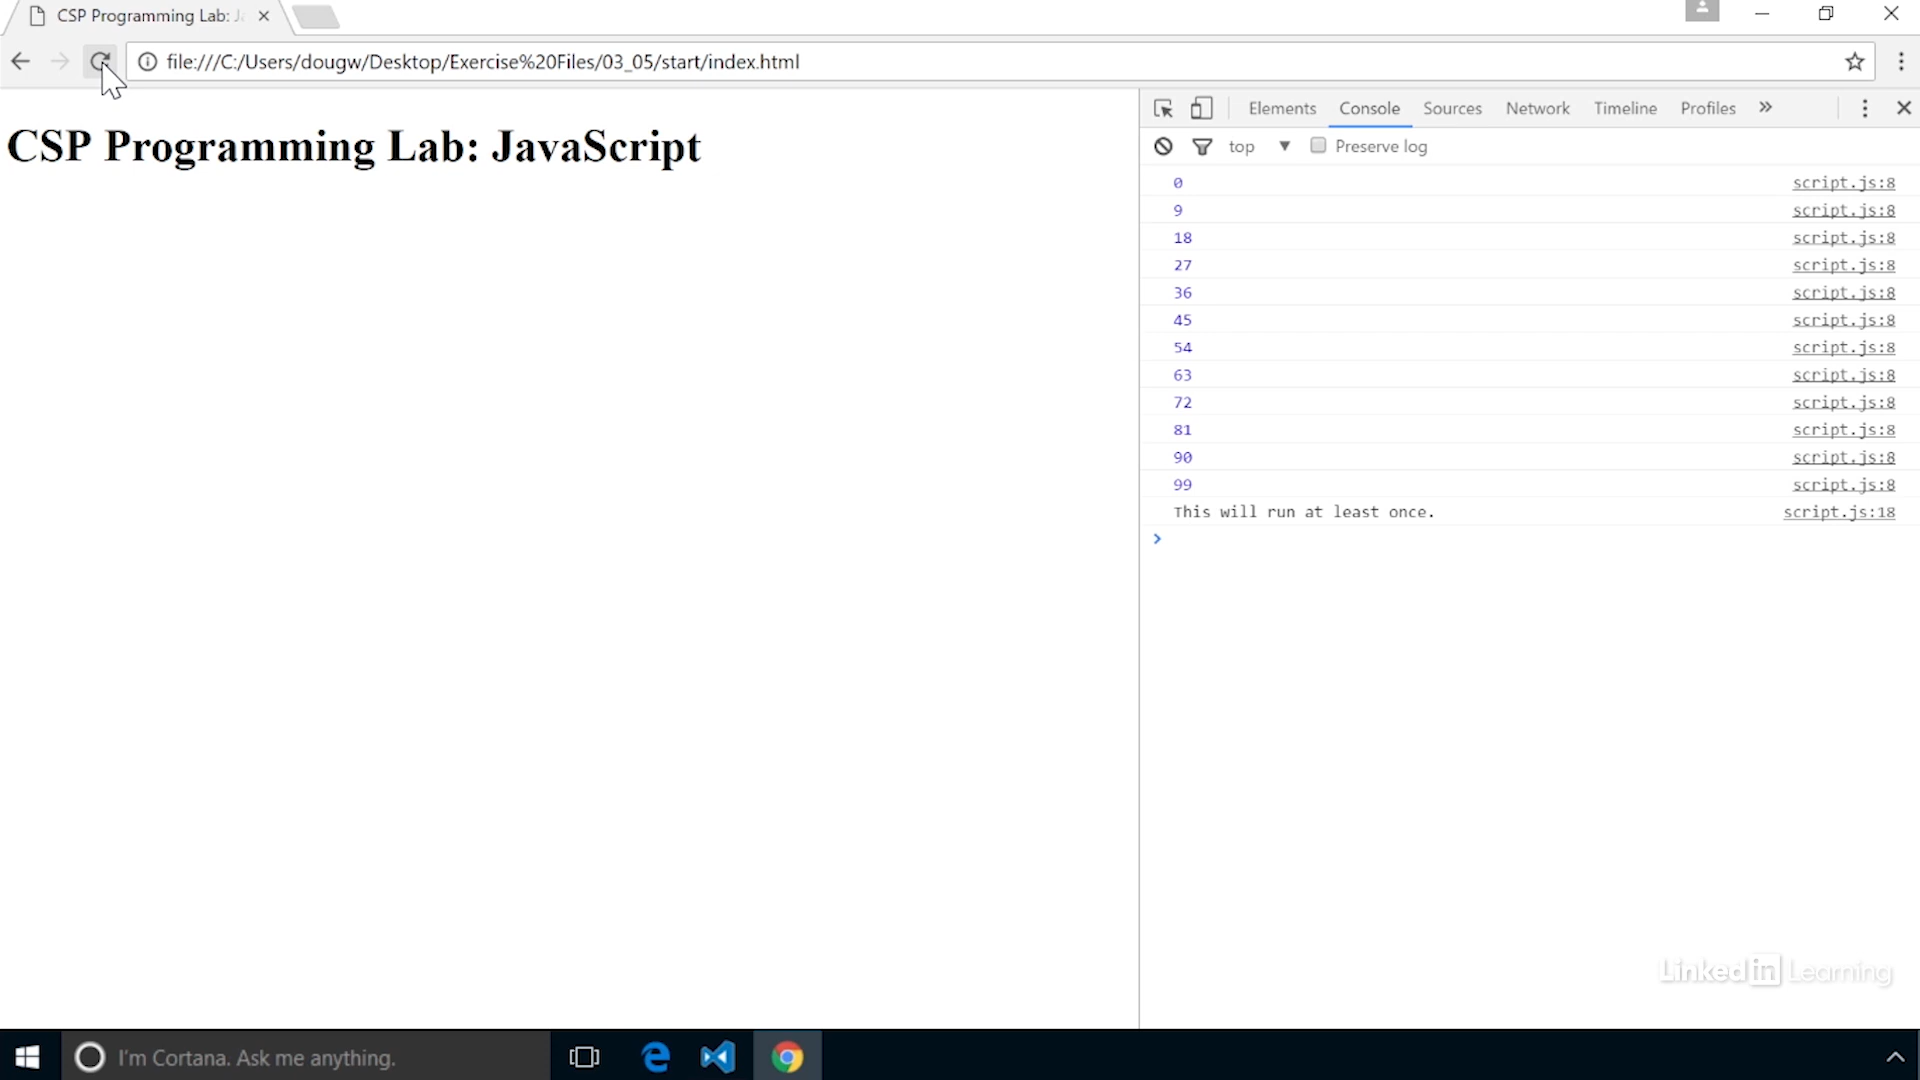 CSP Programming Lab: Ja
file:///C:/Users/dougw/Desktop/Exercise%20Files/03_05/start/index.html
CSP Programming Lab: JavaScript
Elements Console Sources Network Timeline Profiles »
top ▼ Preserve log
0 script.js:8
9 script.js:8
18 script.js:8
27 script.js:8
36 script.js:8
45 script.js:8
54 script.js:8
63 script.js:8
72 script.js:8
81 script.js:8
90 script.js:8
99 script.js:8
This will run at least once. script.js:18
Linked in Learning
I'm Cortana. Ask me anything.